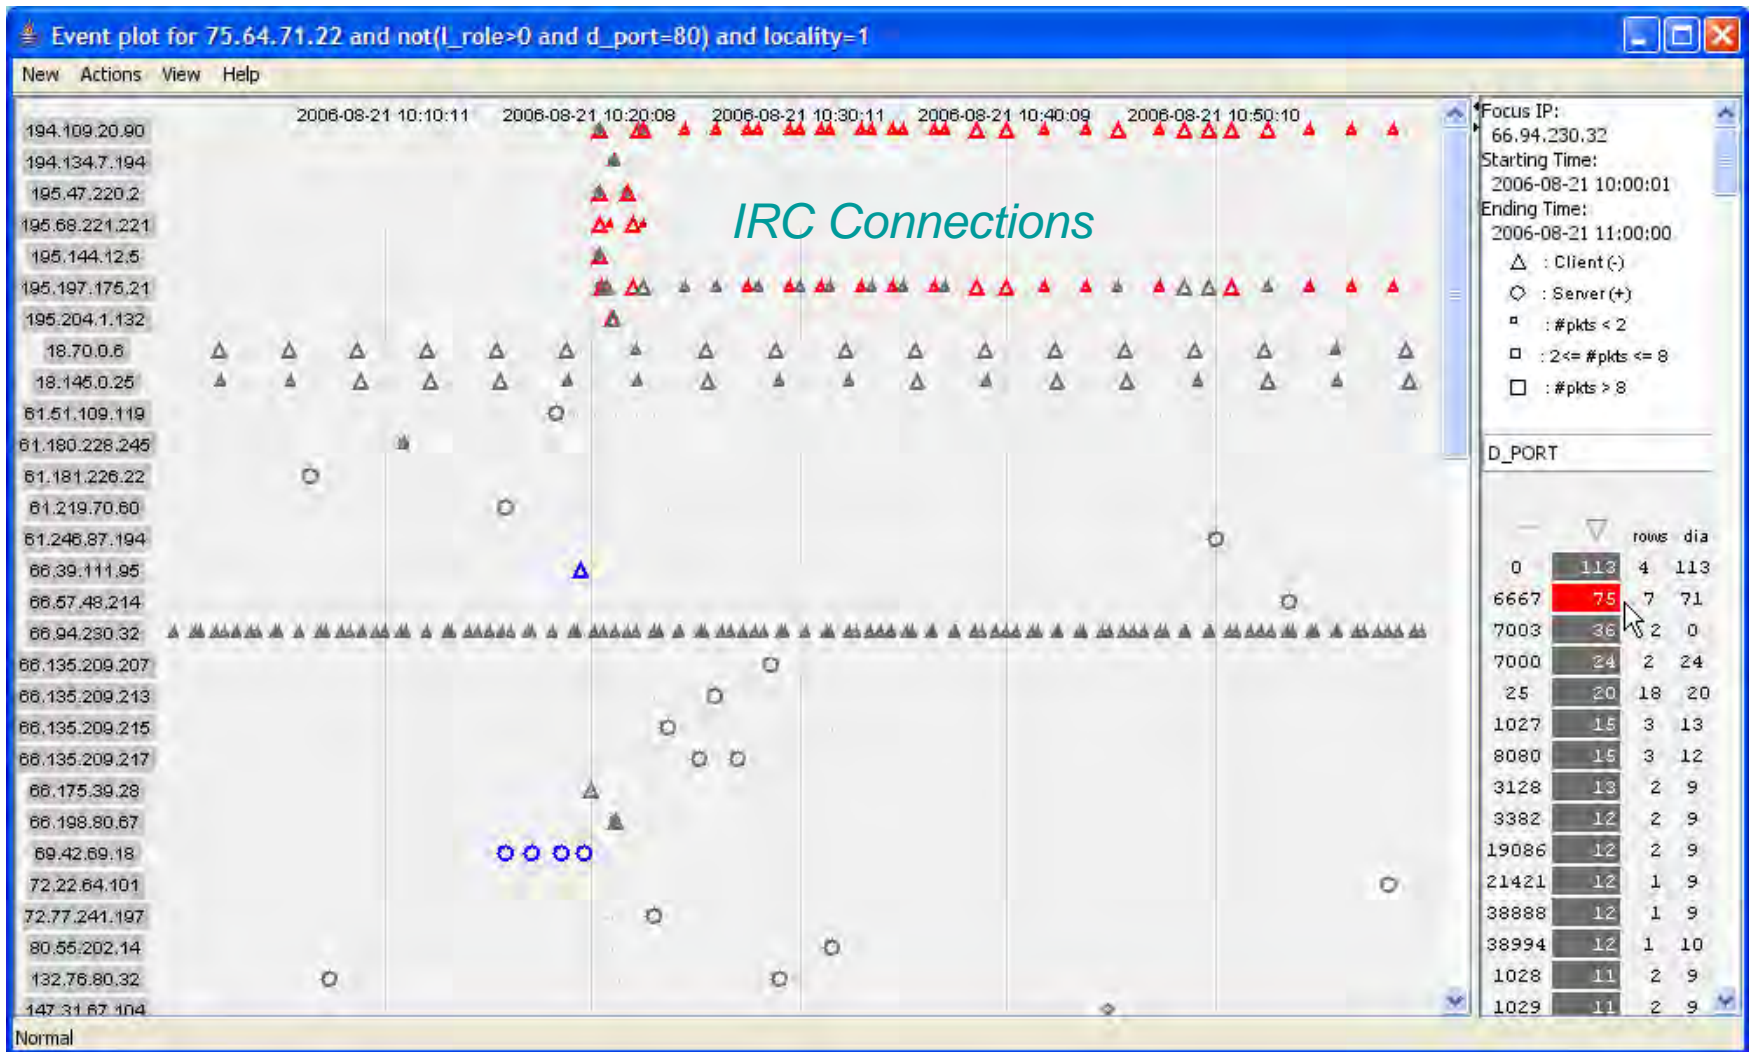 Event plot for 75.64.71.22 and not(l_role>0 and d_port=80) and locality=1
New Actions View Help
2006-08-21 10:10:11 2006-08-21 10:20:08 2006-08-21 10:30:11 2006-08-21 10:40:09 2006-08-21 10:50:10
194.109.20.90
194.134.7.194
195.47.220.2
195.68.221.221
195.144.12.5
195.197.175.21
195.204.1.132
18.70.0.6
18.145.0.25
61.51.109.119
61.180.228.245
61.181.226.22
61.219.70.60
61.246.87.194
66.39.111.95
66.57.48.214
66.94.230.32
66.135.209.207
66.135.209.213
66.135.209.215
66.135.209.217
66.175.39.28
66.198.80.67
69.42.69.18
72.22.64.101
72.77.241.197
80.55.202.14
132.76.80.32
147.31.67.104
IRC Connections
Focus IP:
66.94.230.32
Starting Time:
2006-08-21 10:00:01
Ending Time:
2006-08-21 11:00:00
: Client (-)
: Server (+)
: #pkts < 2
: 2<= #pkts <= 8
: #pkts > 8
D_PORT
rows dia
0 113 4 113
6667 75 7 71
7003 36 2 0
7000 24 2 24
25 20 18 20
1027 15 3 13
8080 15 3 12
3128 13 2 9
3382 12 2 9
19086 12 2 9
21421 12 1 9
38888 12 1 9
38994 12 1 10
1028 11 2 9
1029 11 2 9
Normal